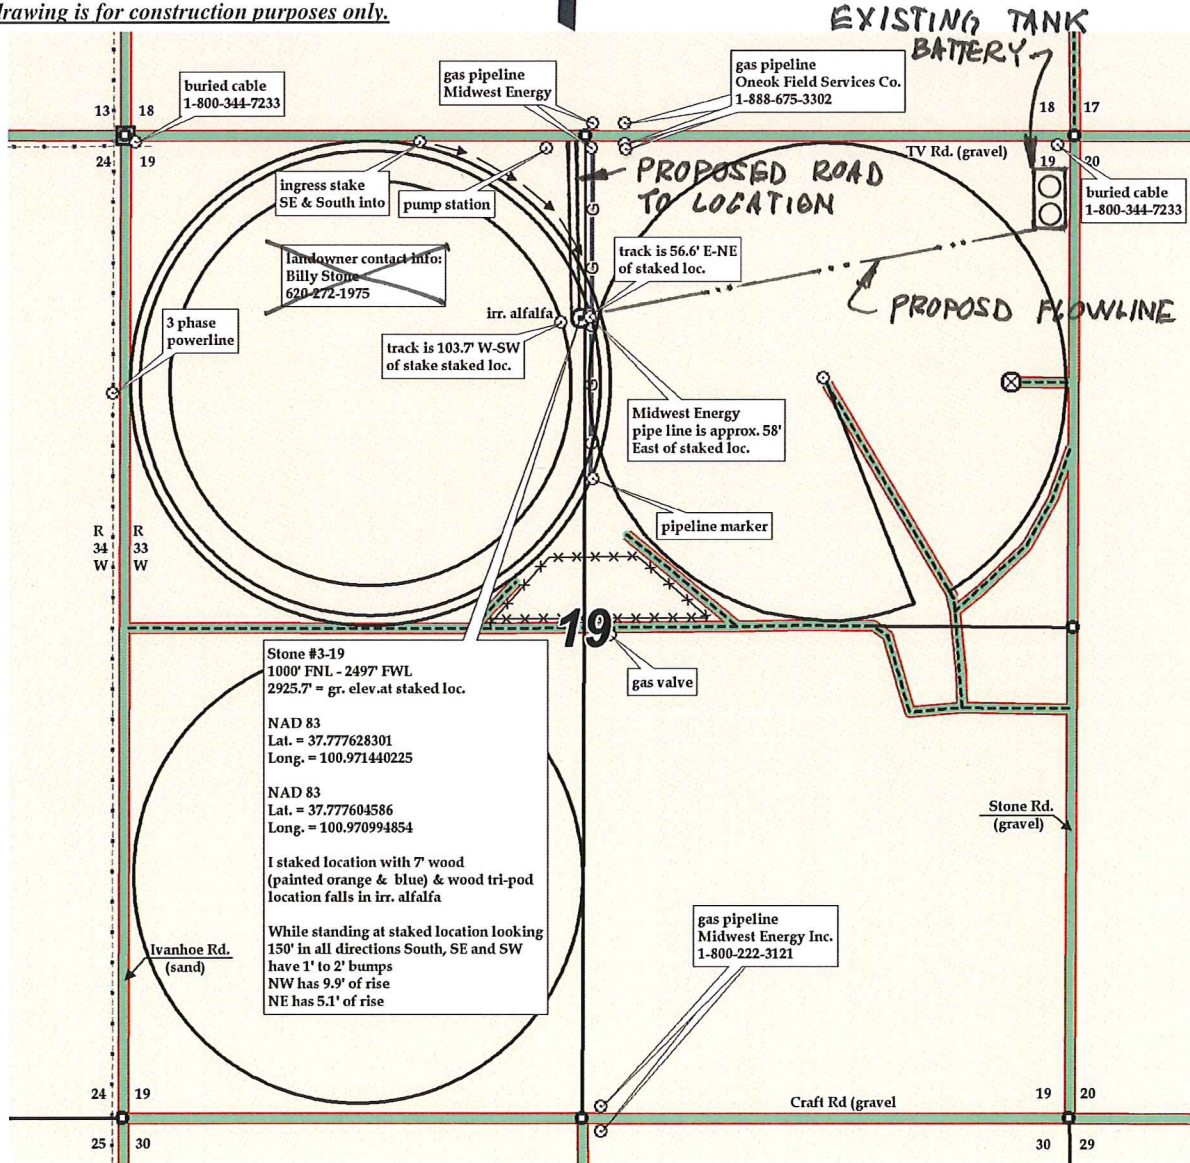 drawing is for construction purposes only.
EXISTING TANK
BATTERY
buried cable
1-800-344-7233
gas pipeline
Midwest Energy
gas pipeline
Oneok Field Services Co.
1-888-675-3302
13 18
24 19
18 17
19 20
TV Rd. (gravel)
ingress stake
SE & South into
pump station
PROPOSED ROAD
TO LOCATION
buried cable
1-800-344-7233
landowner contact info:
Billy Stone
620-272-1975
track is 56.6' E-NE
of staked loc.
PROPOSD FLOWLINE
irr. alfalfa
3 phase
powerline
track is 103.7' W-SW
of stake staked loc.
G
G
G
G
G
Midwest Energy
pipe line is approx. 58'
East of staked loc.
pipeline marker
R R
34 33
W W
19
gas valve
Stone #3-19
1000' FNL - 2497' FWL
2925.7' = gr. elev.at staked loc.
NAD 83
Lat. = 37.777628301
Long. = 100.971440225
NAD 83
Lat. = 37.777604586
Long. = 100.970994854
I staked location with 7' wood
(painted orange & blue) & wood tri-pod
location falls in irr. alfalfa
While standing at staked location looking
150' in all directions South, SE and SW
have 1' to 2' bumps
NW has 9.9' of rise
NE has 5.1' of rise
Stone Rd.
(gravel)
Ivanhoe Rd.
(sand)
gas pipeline
Midwest Energy Inc.
1-800-222-3121
24 19
25 30
Craft Rd (gravel
19 20
30 29